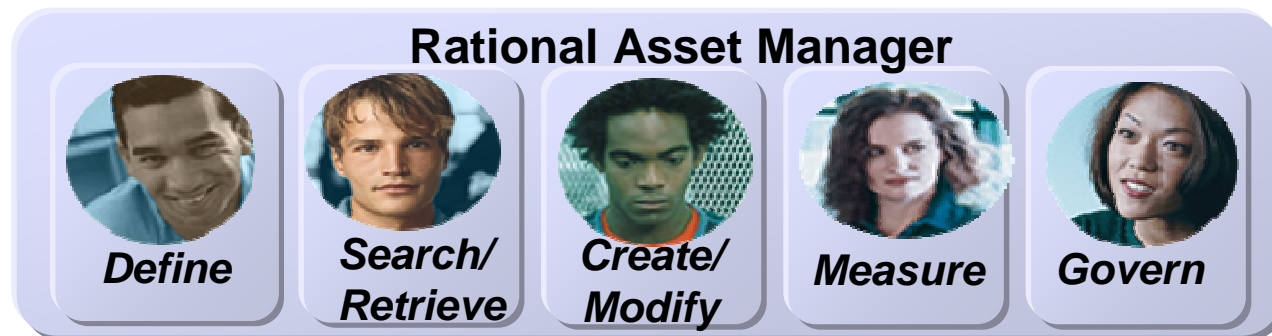 Rational Asset Manager
Define
Search/
Retrieve
Create/
Modify
Measure
Govern